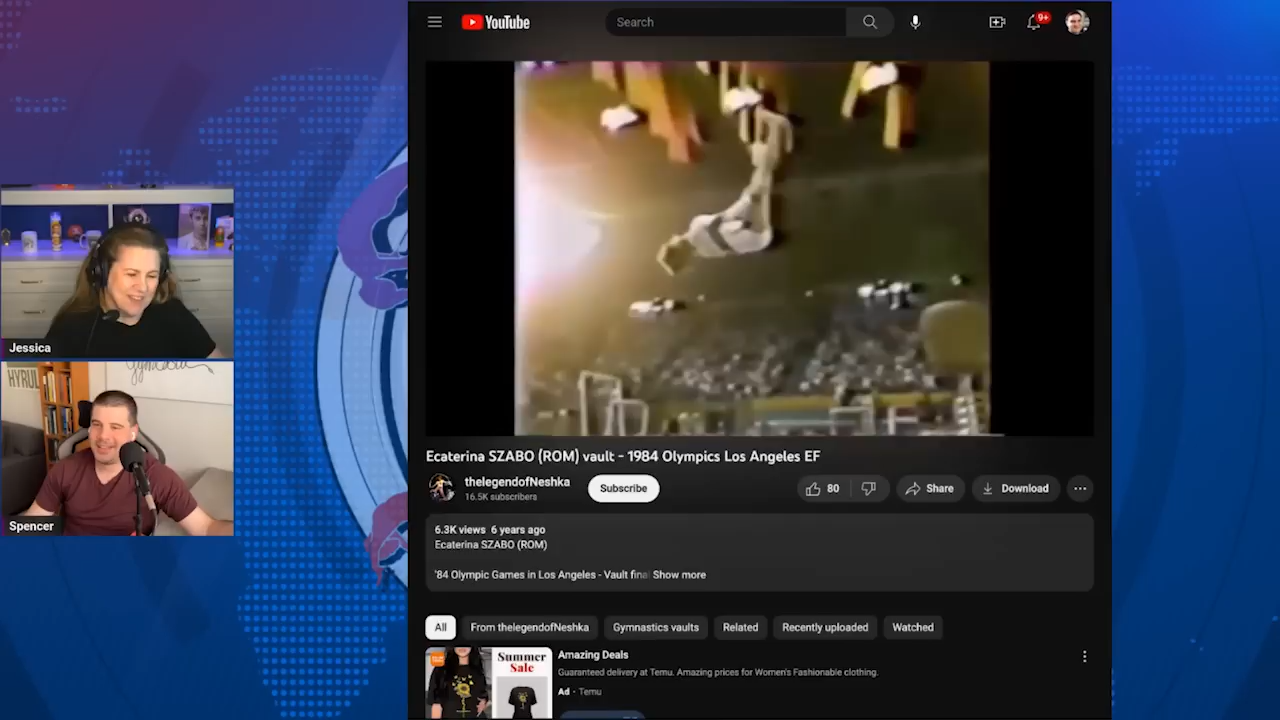 YouTube
Search
9+
Jessica
HYRUL
Spencer
Ecaterina SZABO (ROM) vault - 1984 Olympics Los Angeles EF
thelegendofNeshka
16.5K subscribers
Subscribe
80
Share
Download
6.3K views 6 years ago
Ecaterina SZABO (ROM)
'84 Olympic Games in Los Angeles - Vault fina Show more
All
From thelegendofNeshka
Gymnastics vaults
Related
Recently uploaded
Watched
Summer
Sale
Amazing Deals
Guaranteed delivery at Temu. Amazing prices for Women's Fashionable clothing.
Ad · Temu